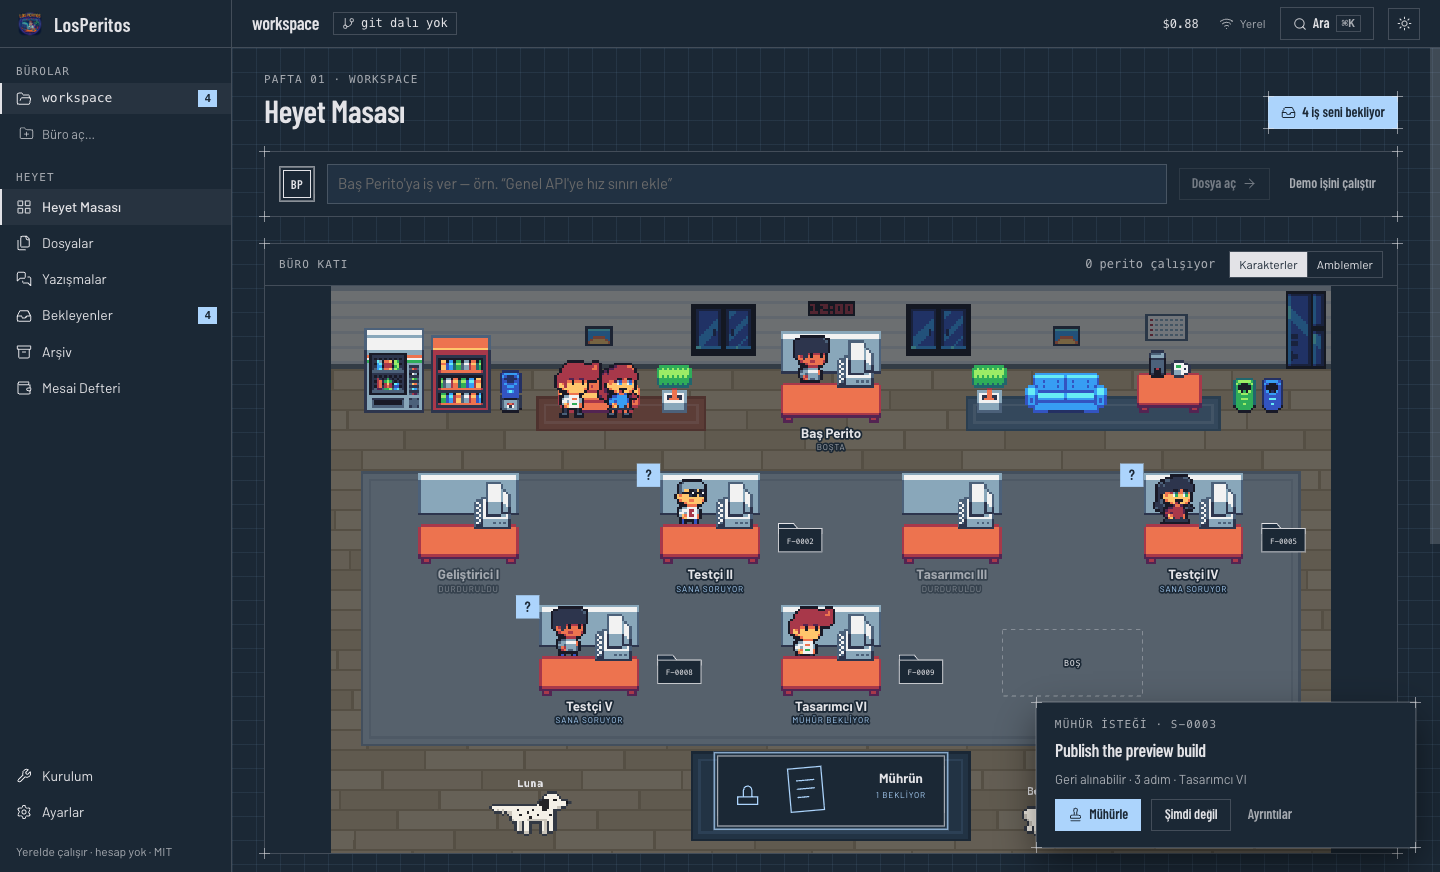 LosPeritos
workspace
git dalı yok
$0.88
Yerel
Ara
⌘K
BÜROLAR
workspace
4
Büro aç...
HEYET
Heyet Masası
Dosyalar
Yazışmalar
Bekleyenler
4
Arşiv
Mesai Defteri
Kurulum
Ayarlar
Yerelde çalışır · hesap yok · MIT
PAFTA 01 · WORKSPACE
Heyet Masası
4 iş seni bekliyor
BP
Baş Perito'ya iş ver — örn. “Genel API'ye hız sınırı ekle”
Dosya aç →
Demo işini çalıştır
BÜRO KATI
0 perito çalışıyor
Karakterler
Amblemler
12:00
Baş Perito
BOŞTA
Geliştirici I
DURDURULDU
?
F-0002
Testçi II
SANA SORUYOR
Tasarımcı III
DURDURULDU
?
F-0005
Testçi IV
SANA SORUYOR
?
F-0008
Testçi V
SANA SORUYOR
F-0009
Tasarımcı VI
MÜHÜR BEKLİYOR
BOŞ
Luna
Mührün
1 BEKLİYOR
MÜHÜR İSTEĞİ · S-0003
Publish the preview build
Geri alınabilir · 3 adım · Tasarımcı VI
Mühürle
Şimdi değil
Ayrıntılar